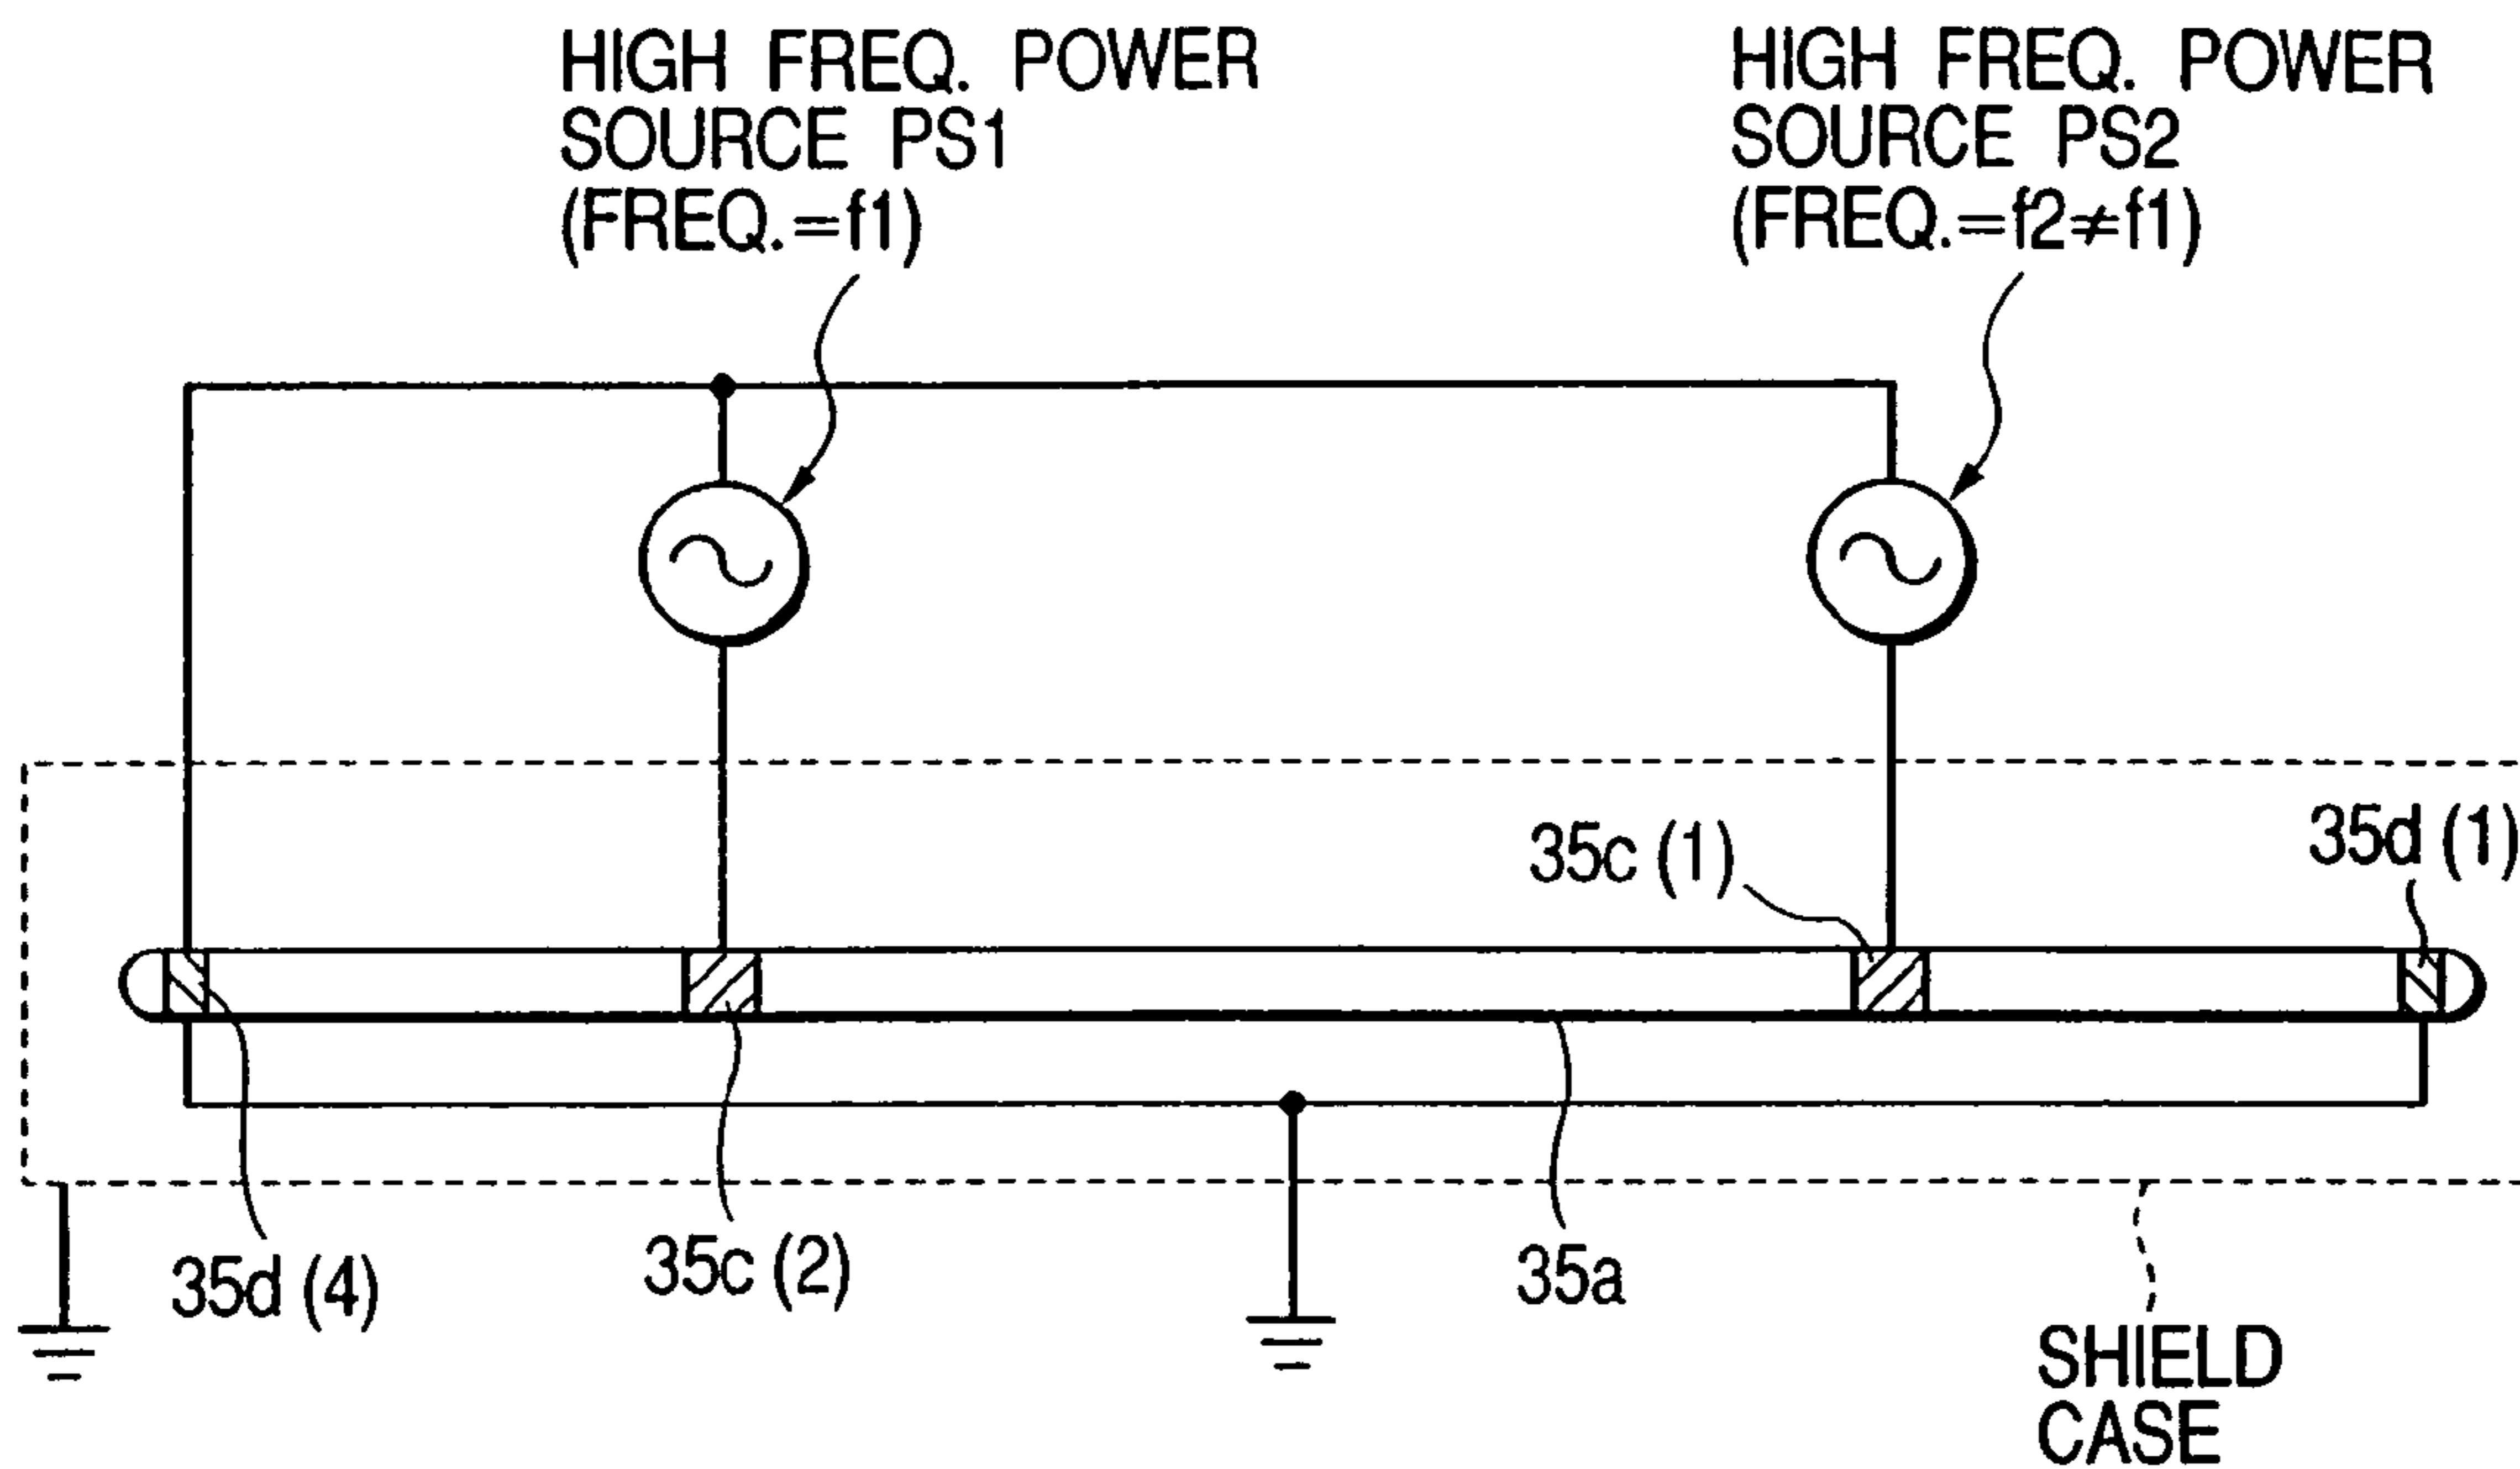 HIGH FREQ. POWER
SOURCE PS1
(FREQ.=f1)
HIGH FREQ. POWER
SOURCE PS2
(FREQ.=f2≠f1)
35c (1)
35d (1)
35d (4)
35c (2)
35a
SHIELD
CASE